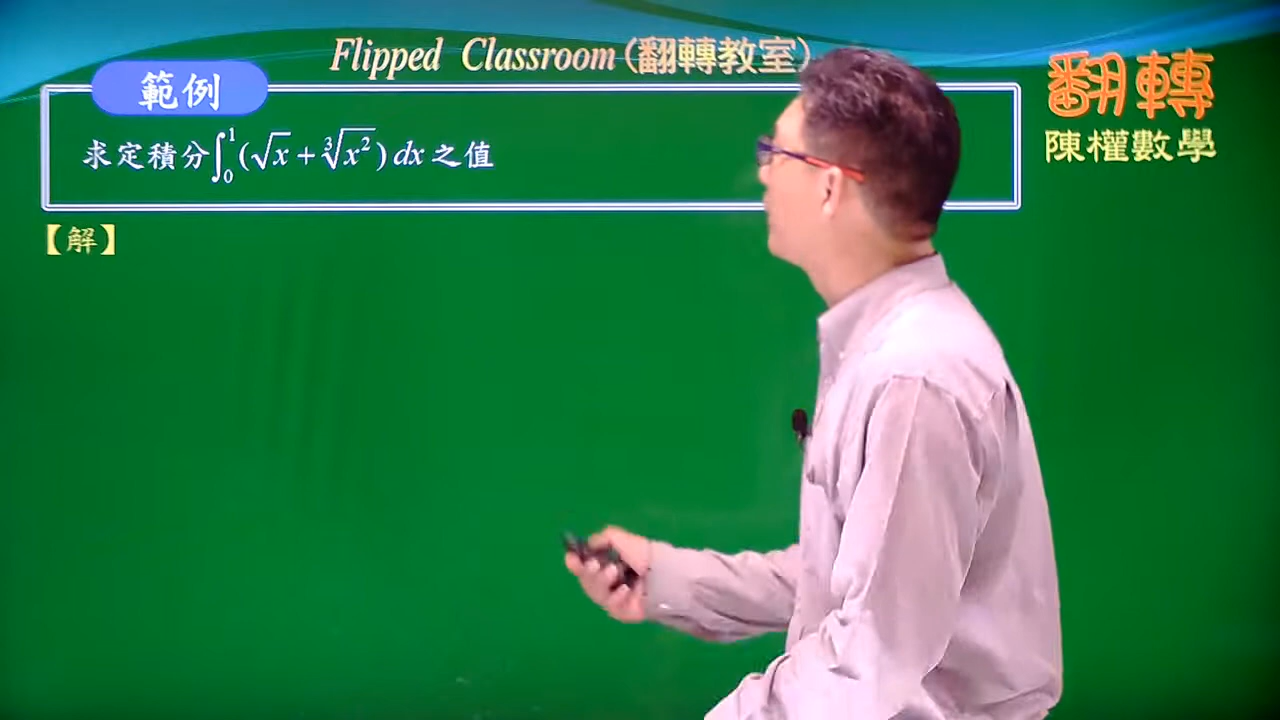 Flipped Classroom (翻轉教室)
範例
求定積分∫₀¹(√x + ∛x²) dx 之值
【解】
翻轉
陳權數學